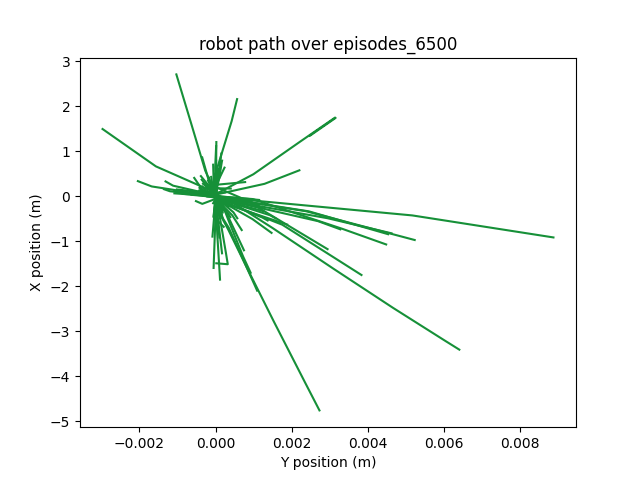 robot path over episodes_6500
3
2
1
0
−1
−2
−3
−4
−5
X position (m)
−0.002 0.000 0.002 0.004 0.006 0.008
Y position (m)